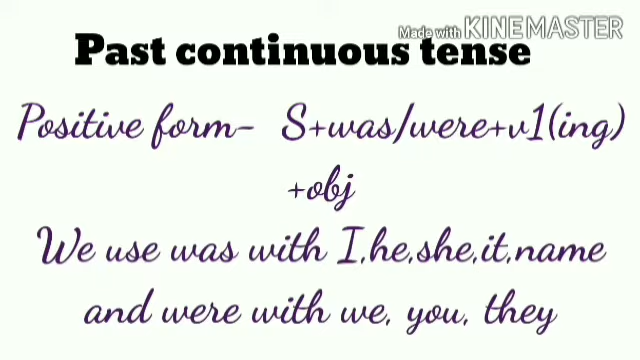 Made with KINEMASTER
Past continuous tense
Positive form- S+was/were+v1(ing)
+obj
We use was with I,he,she,it,name
and were with we, you, they